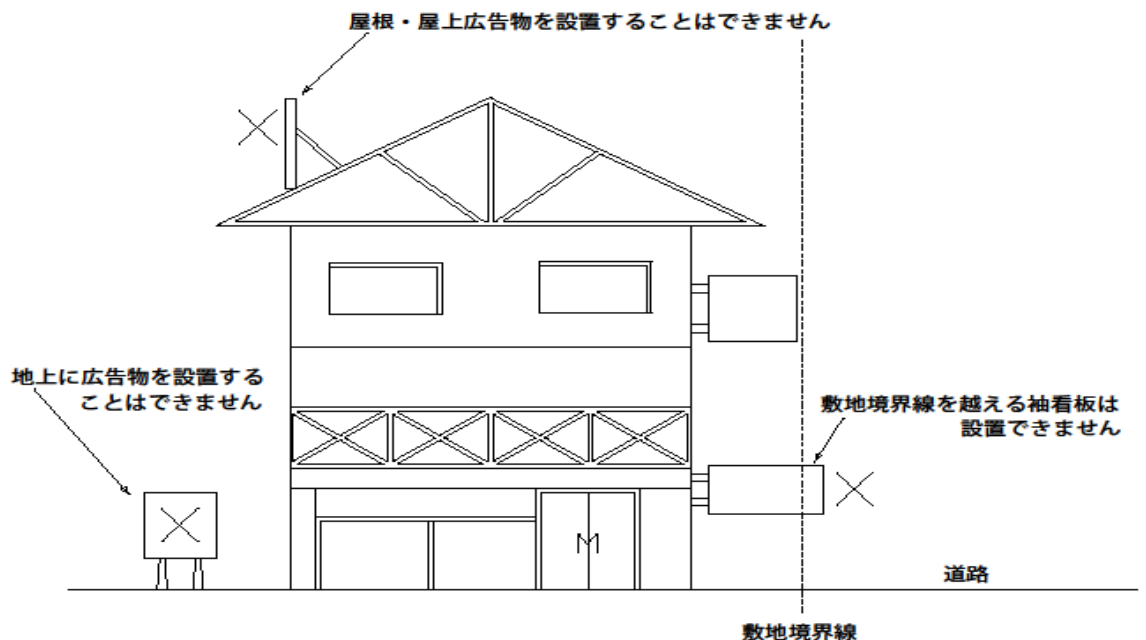 屋根・屋上広告物を設置することはできません
地上に広告物を設置する
ことはできません
敷地境界線を越える袖看板は
設置できません
道路
敷地境界線